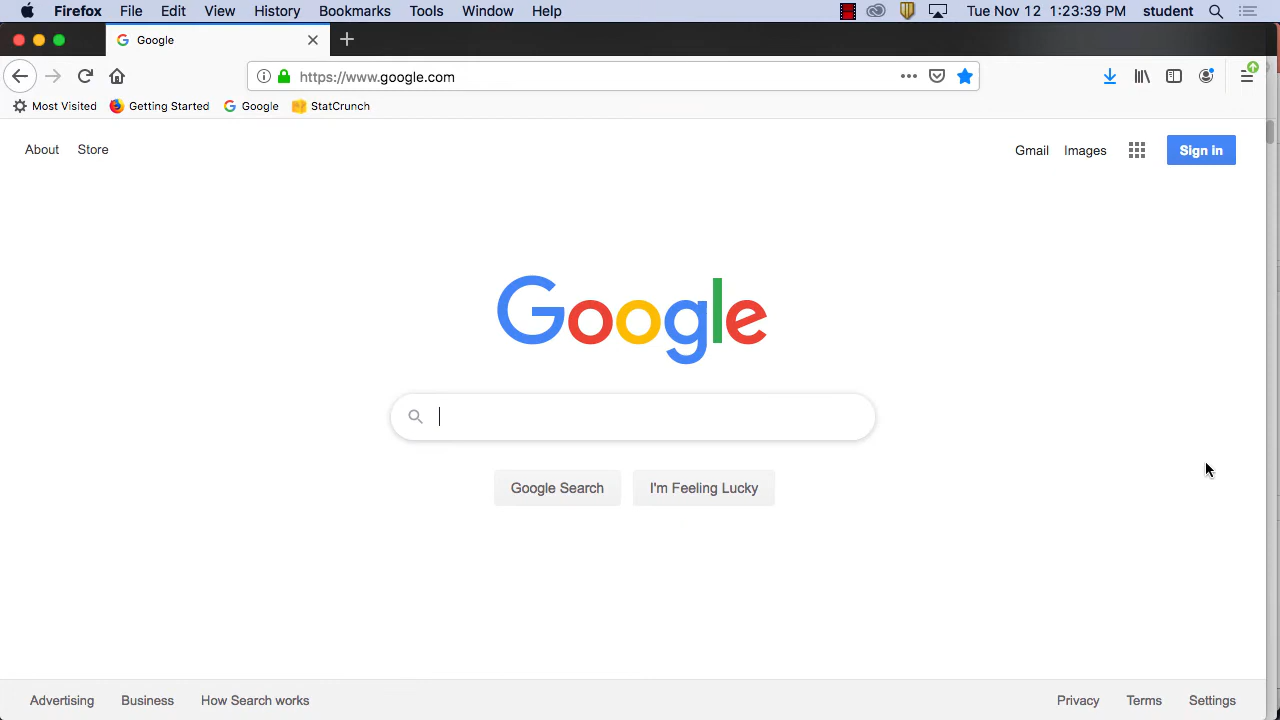 Firefox File Edit View History Bookmarks Tools Window Help Tue Nov 12 1:23:39 PM student
Google
https://www.google.com
Most Visited Getting Started Google StatCrunch
About Store Gmail Images Sign in
Google
Google Search I'm Feeling Lucky
Advertising Business How Search works Privacy Terms Settings